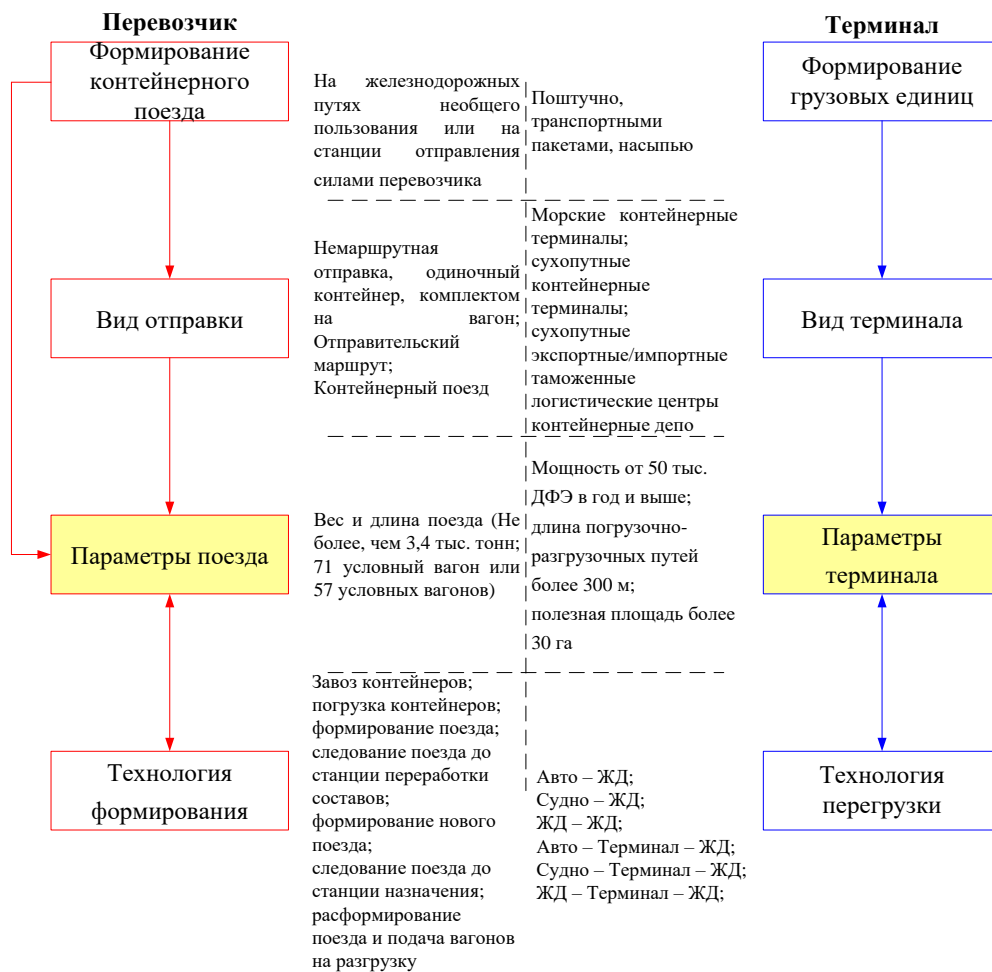 Перевозчик
Терминал
Формирование
контейнерного
поезда
На железнодорожных
путях необщего
пользования или на
станции отправления
силами перевозчика
Поштучно,
транспортными
пакетами, насыпью
Формирование
грузовых единиц
Вид отправки
Немаршрутная
отправка, одиночный
контейнер, комплектом
на вагон;
Отправительский
маршрут;
Контейнерный поезд
Морские контейнерные
терминалы;
сухопутные
контейнерные
терминалы;
сухопутные
экспортные/импортные
таможенные
логистические центры
контейнерные депо
Вид терминала
Параметры поезда
Вес и длина поезда (Не
более, чем 3,4 тыс. тонн;
71 условный вагон или
57 условных вагонов)
Мощность от 50 тыс.
ДФЭ в год и выше;
длина погрузочно-
разгрузочных путей
более 300 м;
полезная площадь более
30 га
Параметры
терминала
Технология
формирования
Завоз контейнеров;
погрузка контейнеров;
формирование поезда;
следование поезда до
станции переработки
составов;
формирование нового
поезда;
следование поезда до
станции назначения;
расформирование
поезда и подача вагонов
на разгрузку
Авто – ЖД;
Судно – ЖД;
ЖД – ЖД;
Авто – Терминал – ЖД;
Судно – Терминал – ЖД;
ЖД – Терминал – ЖД;
Технология
перегрузки